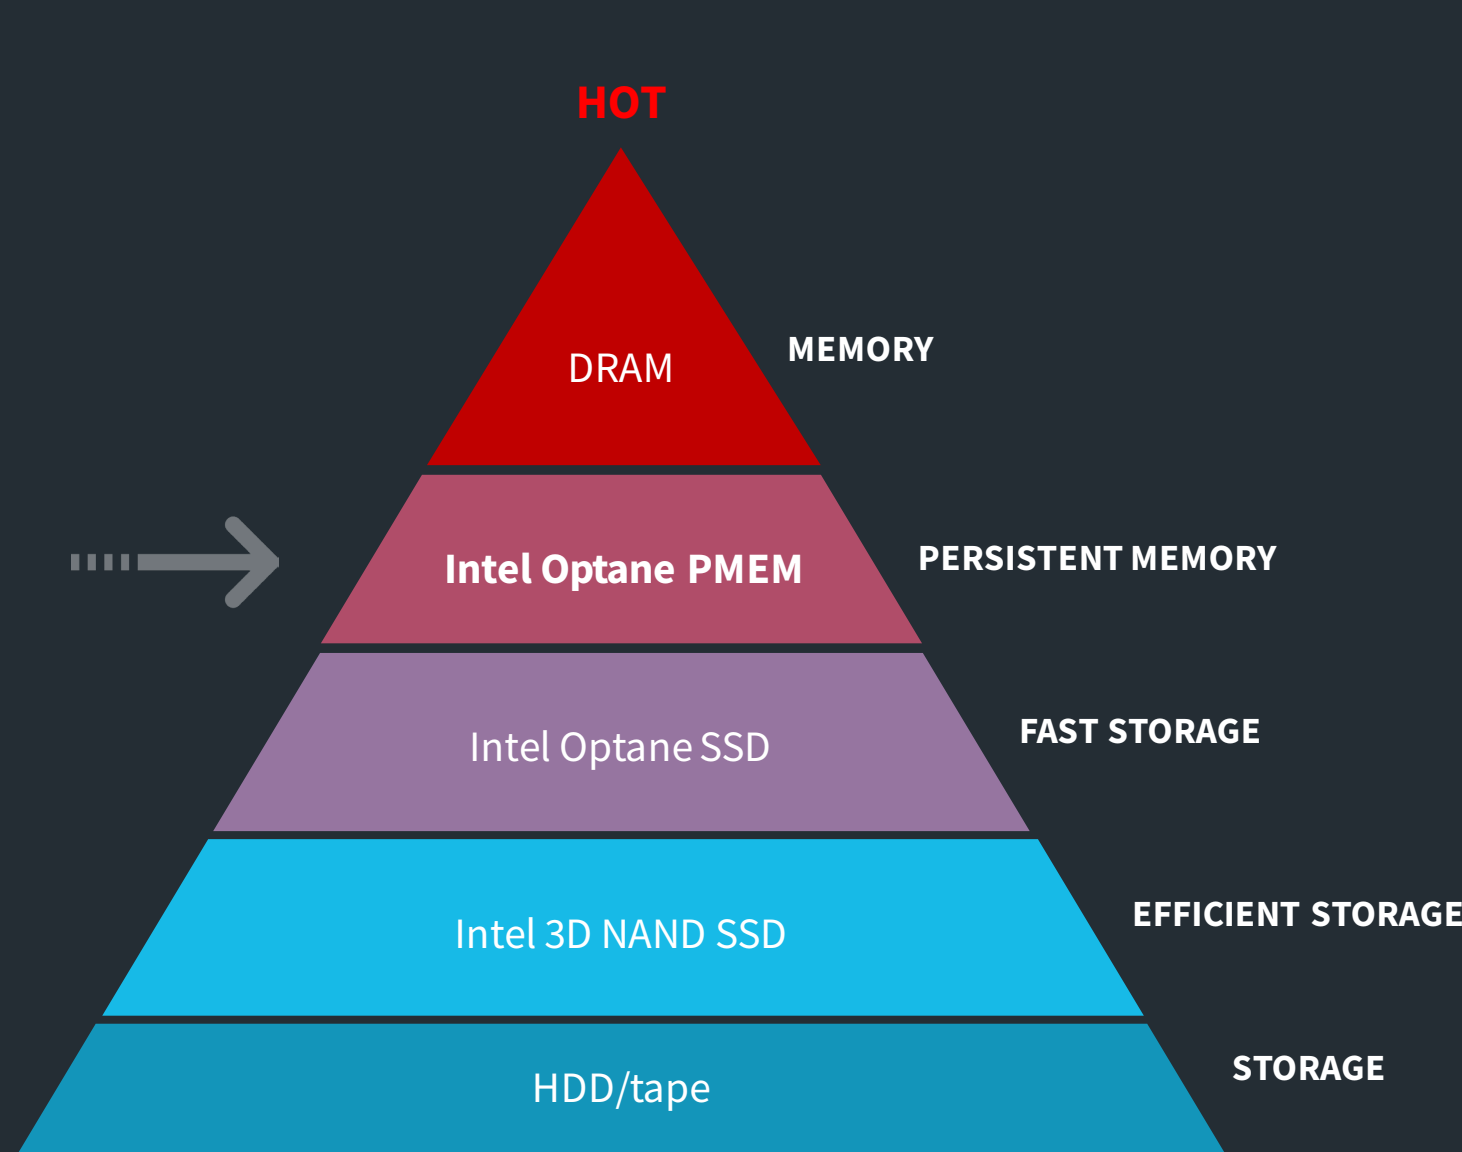 HOT
DRAM
MEMORY
Intel Optane PMEM
PERSISTENT MEMORY
Intel Optane SSD
FAST STORAGE
Intel 3D NAND SSD
EFFICIENT STORAGE
HDD/tape
STORAGE